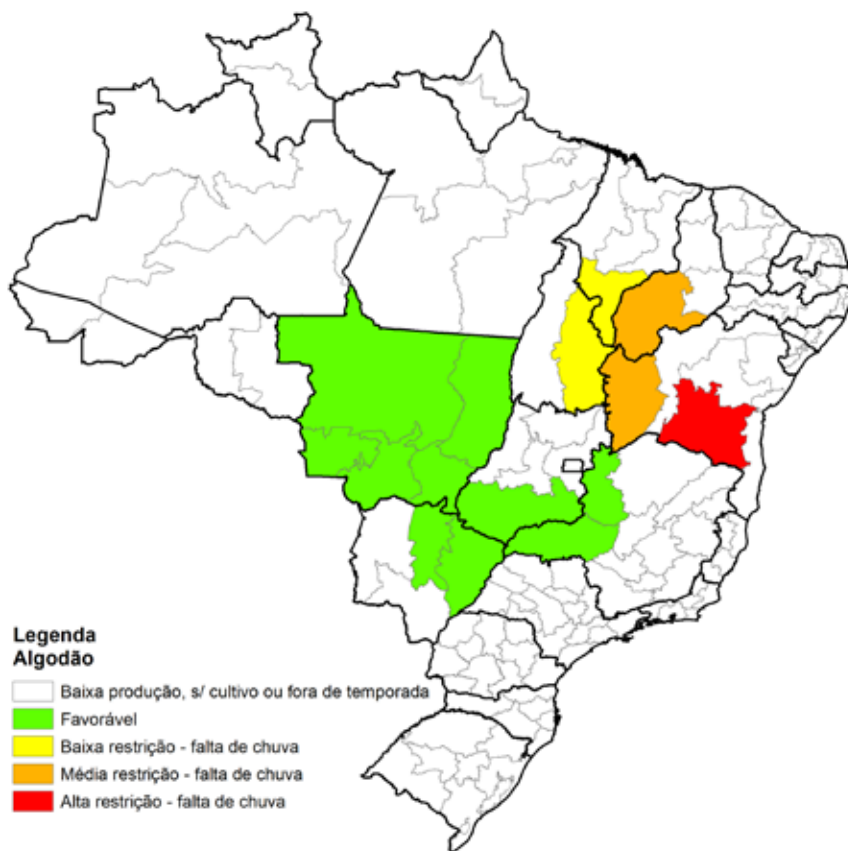 Legenda
Algodão
Baixa produção, s/ cultivo ou fora de temporada
Favorável
Baixa restrição - falta de chuva
Média restrição - falta de chuva
Alta restrição - falta de chuva